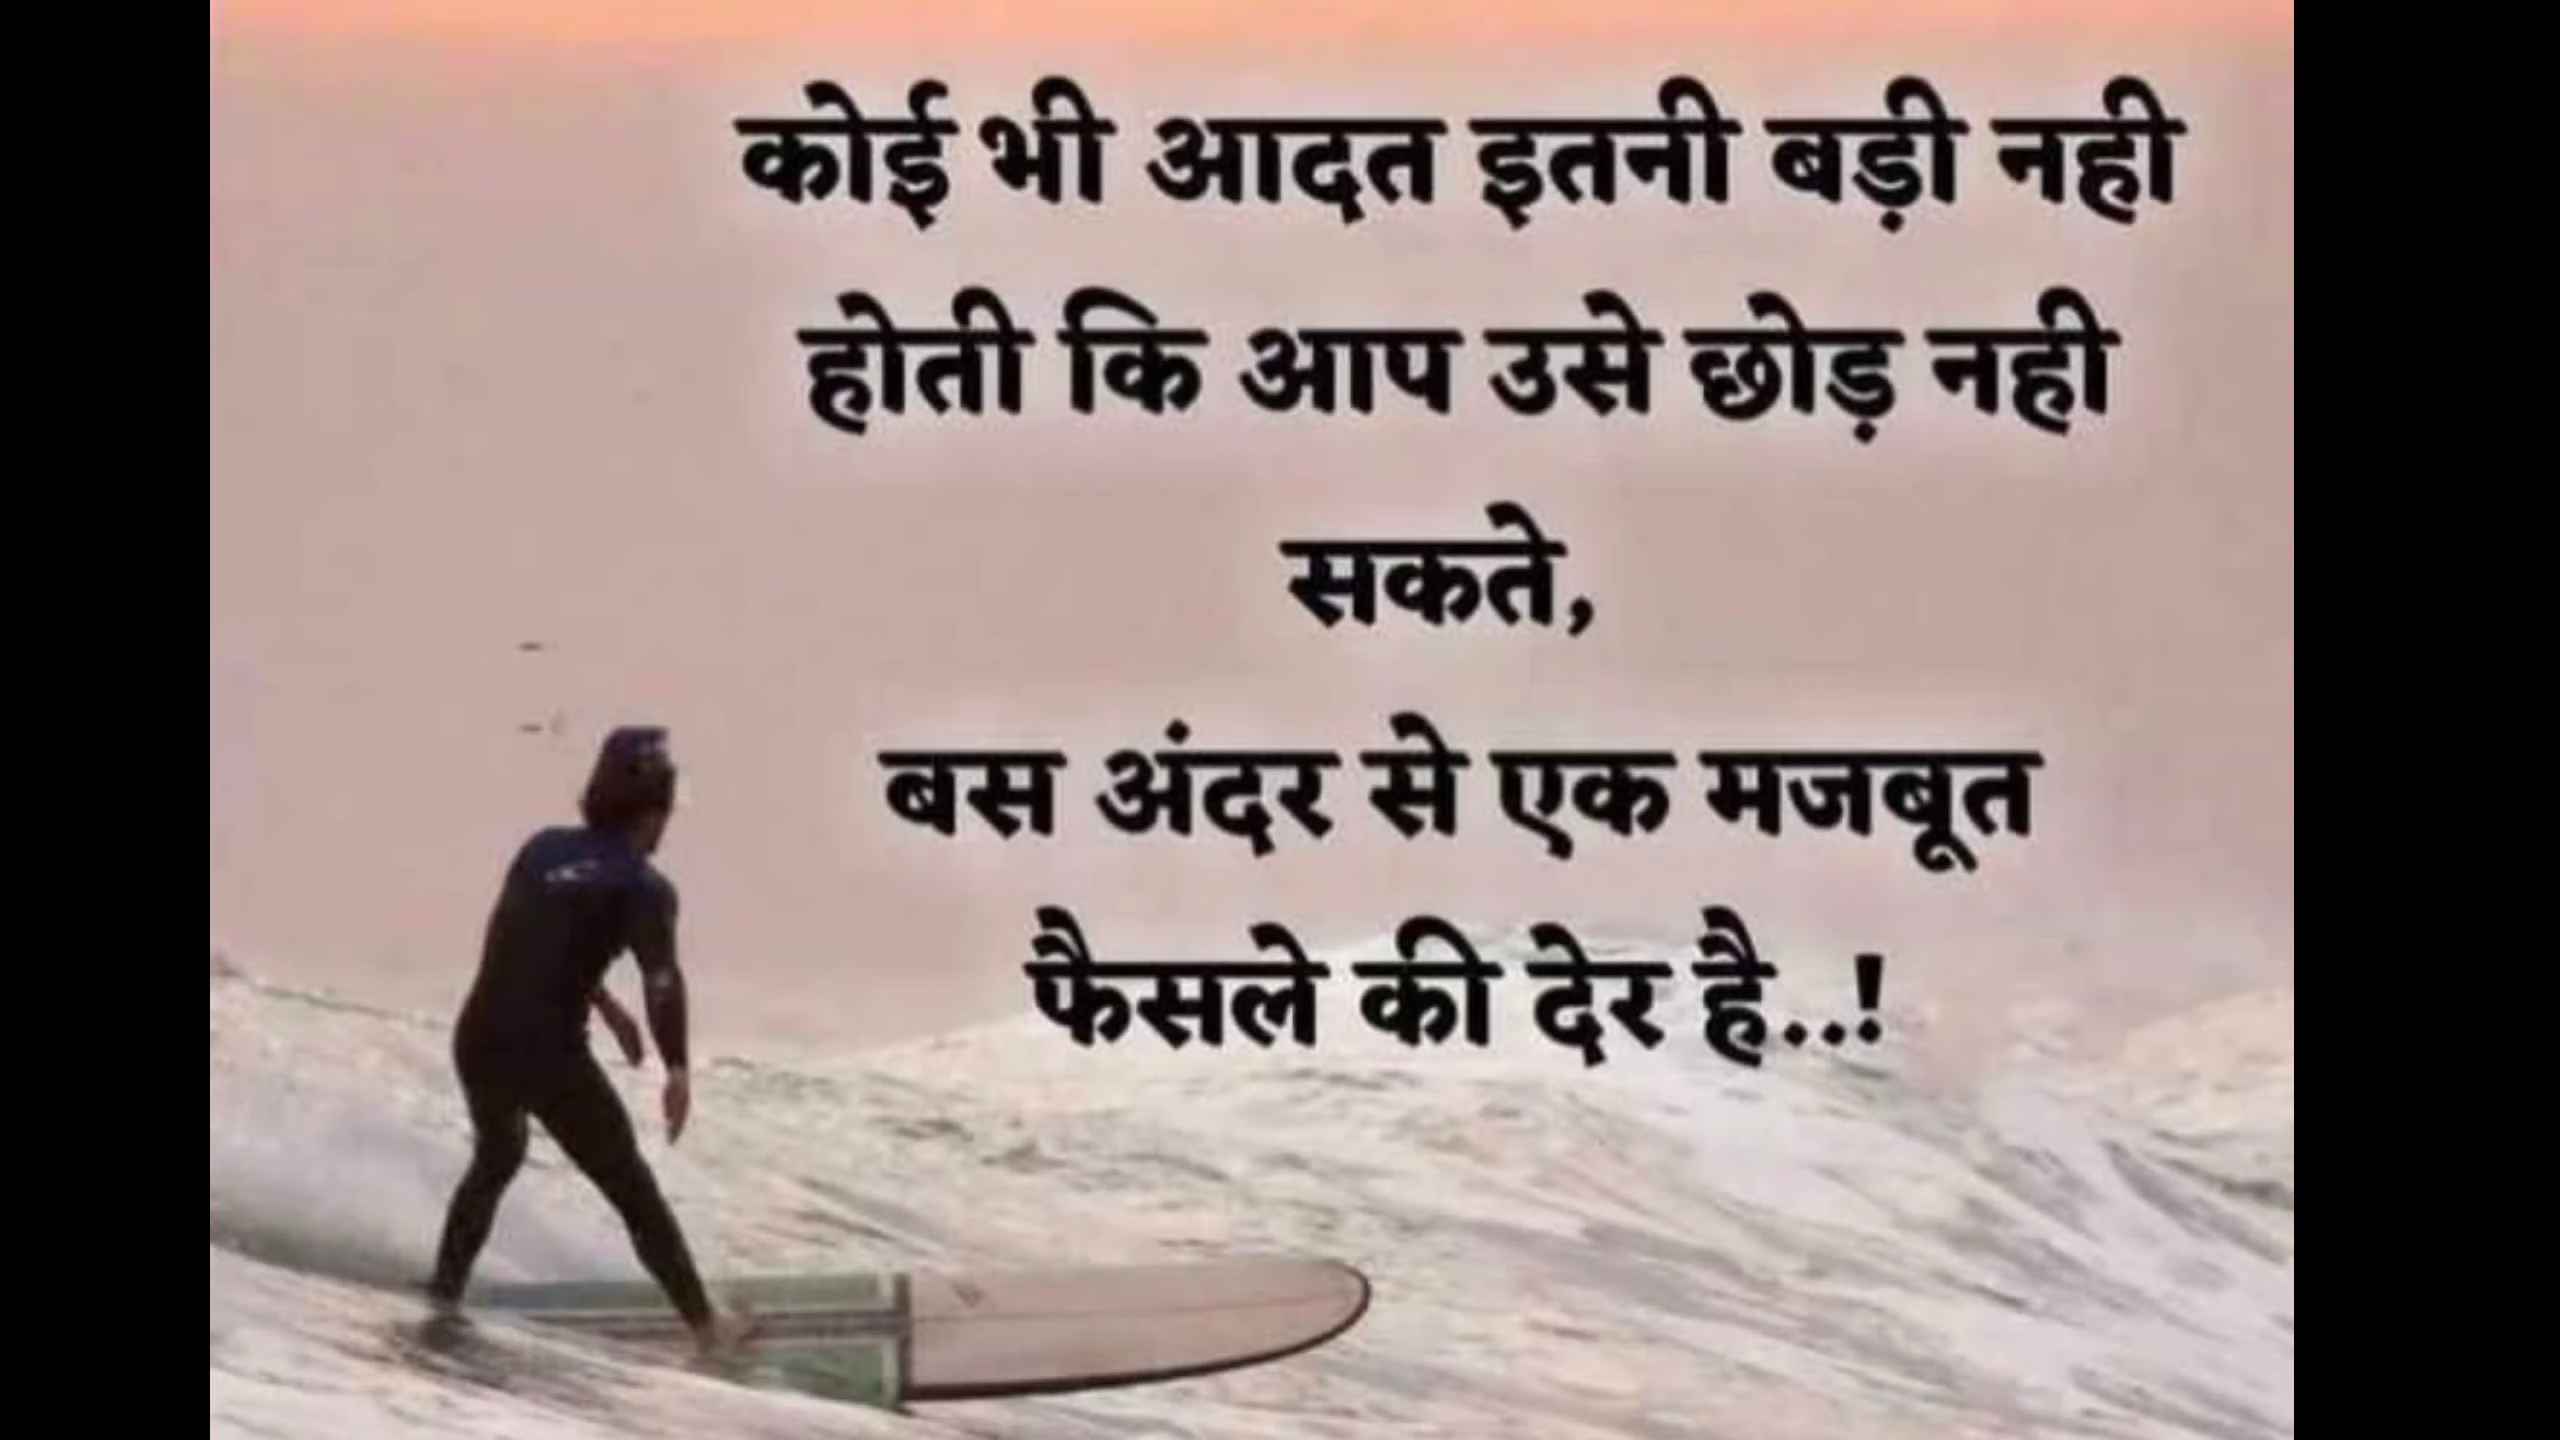 कोई भी आदत इतनी बड़ी नही
होती कि आप उसे छोड़ नही
सकते,
बस अंदर से एक मजबूत
फैसले की देर है..!